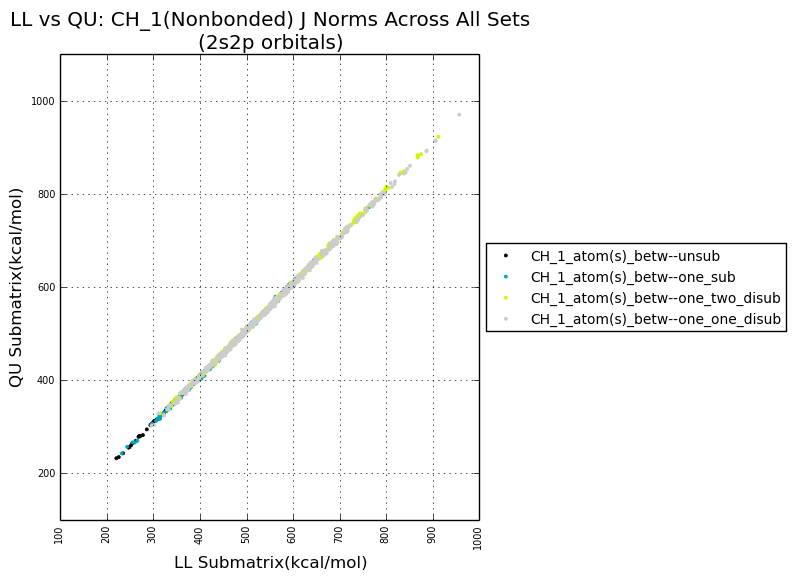 LL vs QU: CH_1(Nonbonded) J Norms Across All Sets
(2s2p orbitals)
QU Submatrix(kcal/mol)
1000
800
600
400
200
100
200
300
400
500
600
700
800
900
1000
LL Submatrix(kcal/mol)
CH_1_atom(s)_betw--unsub
CH_1_atom(s)_betw--one_sub
CH_1_atom(s)_betw--one_two_disub
CH_1_atom(s)_betw--one_one_disub